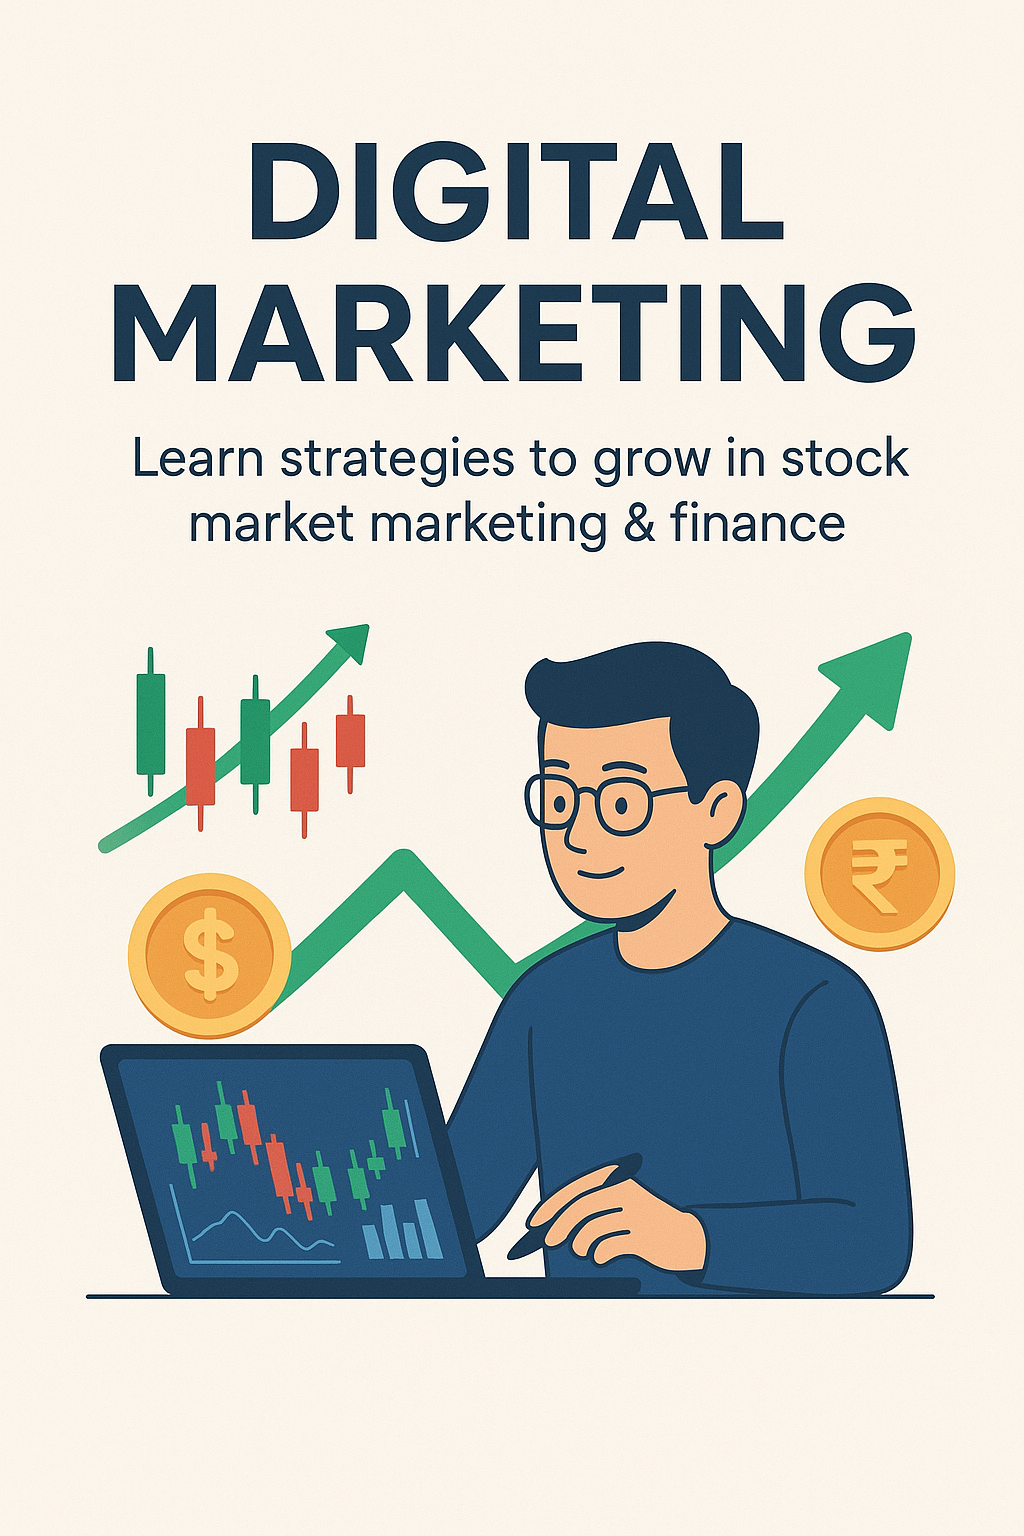 DIGITAL
MARKETING
Learn strategies to grow in stock
market marketing & finance
$
₹